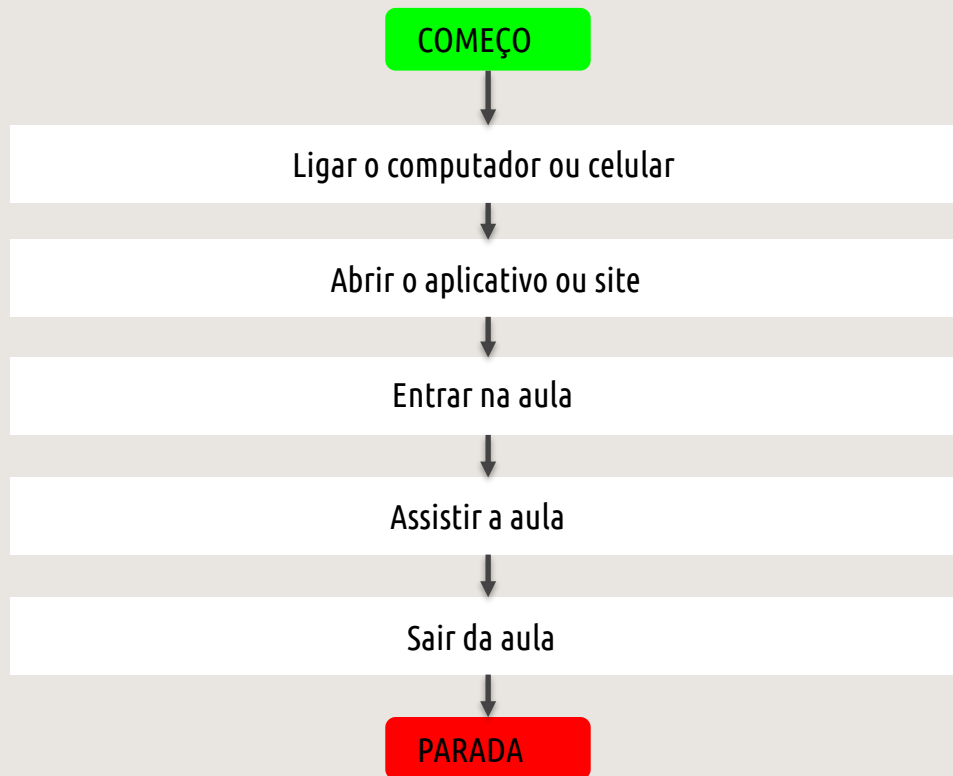 COMEÇO
Ligar o computador ou celular
Abrir o aplicativo ou site
Entrar na aula
Assistir a aula
Sair da aula
PARADA